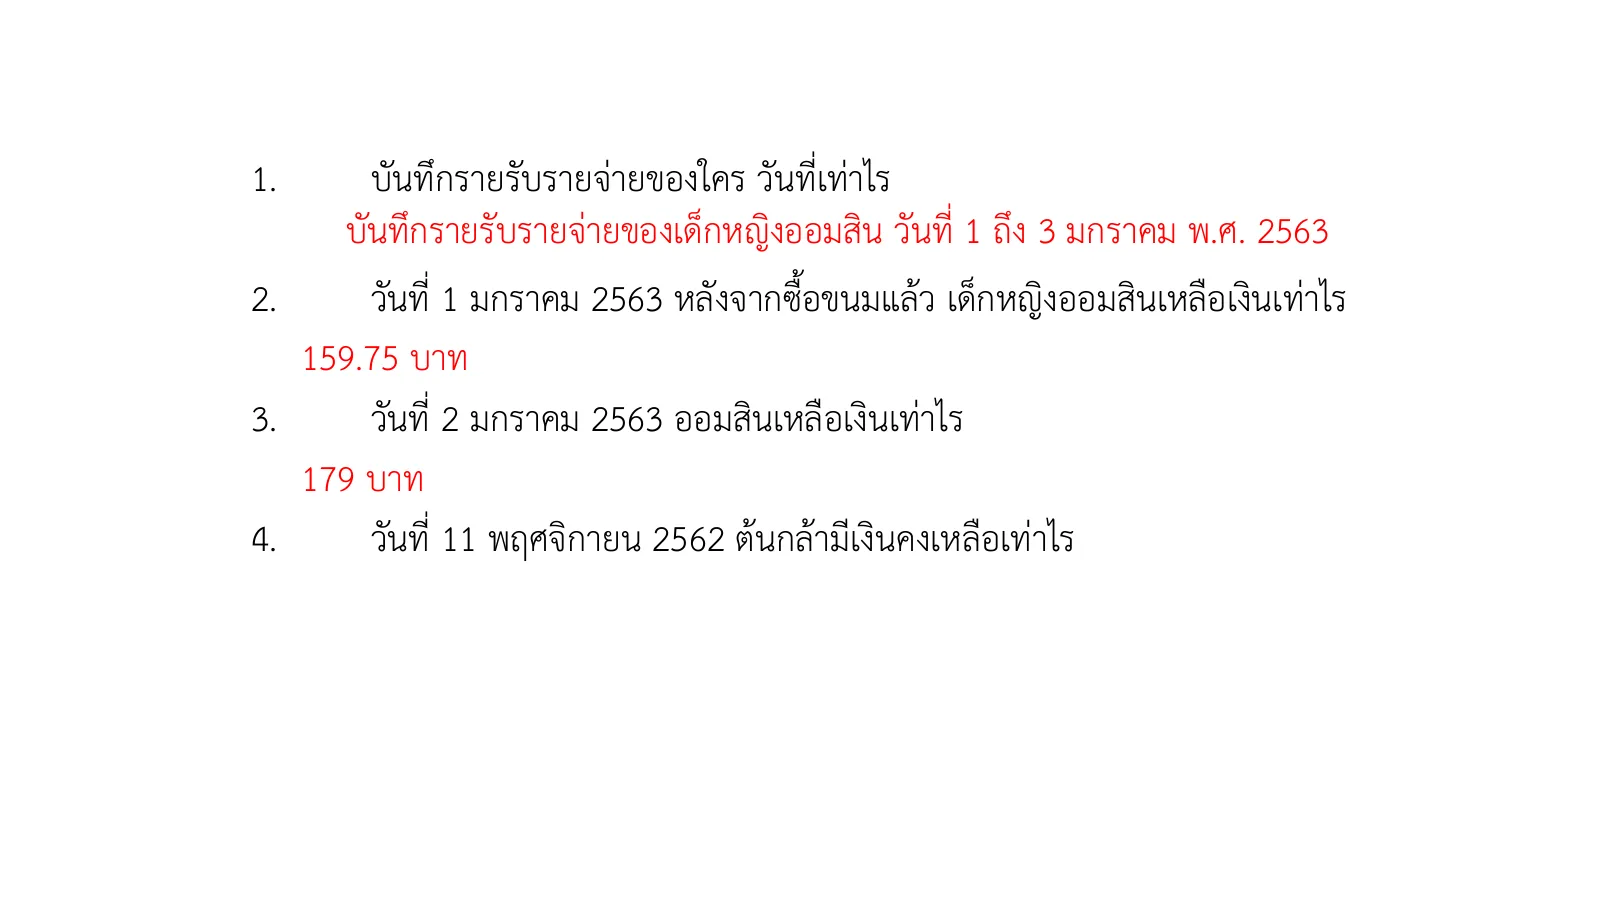 1. บันทึกรายรับรายจ่ายของใคร วันที่เท่าไร
บันทึกรายรับรายจ่ายของเด็กหญิงออมสิน วันที่ 1 ถึง 3 มกราคม พ.ศ. 2563
2. วันที่ 1 มกราคม 2563 หลังจากซื้อขนมแล้ว เด็กหญิงออมสินเหลือเงินเท่าไร
159.75 บาท
3. วันที่ 2 มกราคม 2563 ออมสินเหลือเงินเท่าไร
179 บาท
4. วันที่ 11 พฤศจิกายน 2562 ต้นกล้ามีเงินคงเหลือเท่าไร